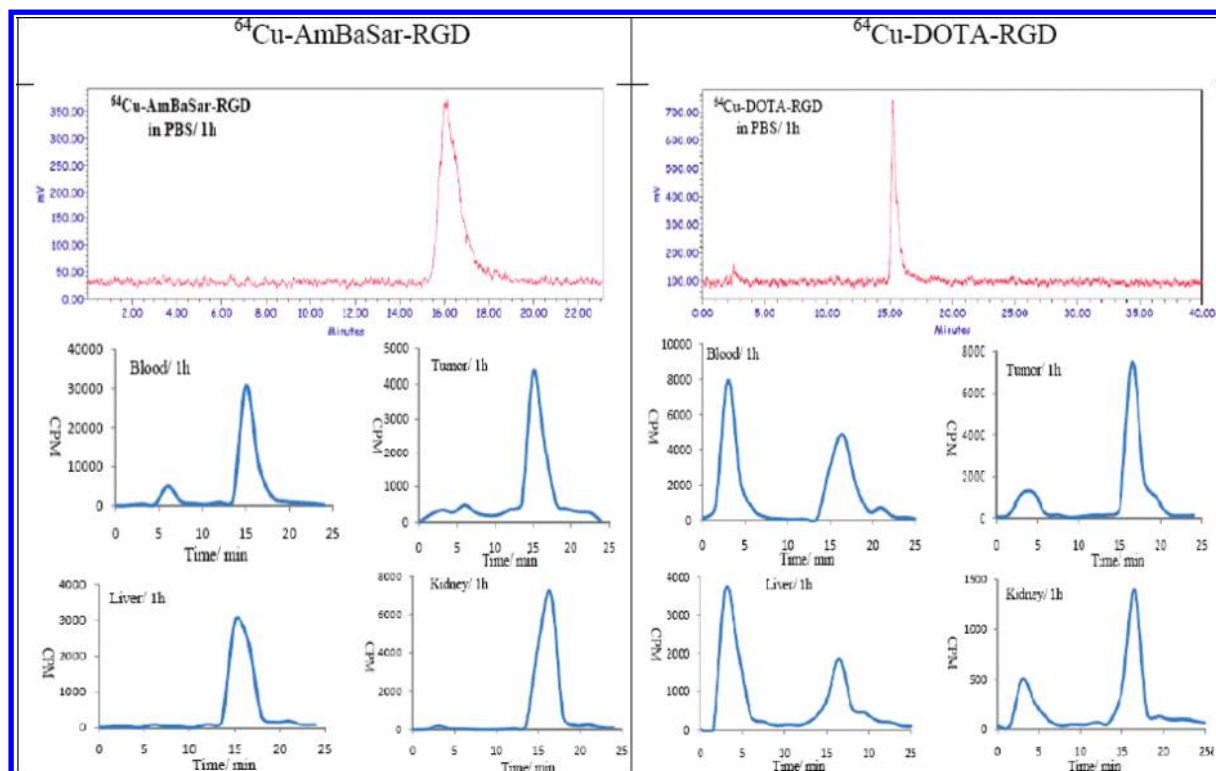 ⁶⁴Cu-AmBaSar-RGD
⁶⁴Cu-AmBaSar-RGD
in PBS/ 1h
mV
350.00
300.00
250.00
200.00
150.00
100.00
50.00
0.00
2.00 4.00 6.00 8.00 10.00 12.00 14.00 16.00 18.00 20.00 22.00
Minutes
Blood/ 1h
CPM
40000
30000
20000
10000
0
0 5 10 15 20 25
Time/ min
Tumor/ 1h
CPM
5000
4000
3000
2000
1000
0
0 5 10 15 20 25
Time/ min
Liver/ 1h
CPM
4000
3000
2000
1000
0
0 5 10 15 20 25
Time/ min
Kidney/ 1h
CPM
8000
6000
4000
2000
0
0 5 10 15 20 25
Time/ min
⁶⁴Cu-DOTA-RGD
⁶⁴Cu-DOTA-RGD
in PBS/ 1h
mV
700.00
600.00
500.00
400.00
300.00
200.00
100.00
0.00 5.00 10.00 15.00 20.00 25.00 30.00 35.00 40.00
Minutes
Blood/ 1h
CPM
10000
8000
6000
4000
2000
0
0 5 10 15 20 25
Time/ min
Tumor/ 1h
CPM
8000
6000
4000
2000
0
0 5 10 15 20 25
Time/ min
Liver/ 1h
CPM
4000
3000
2000
1000
0
0 5 10 15 20 25
Time/ min
Kidney/ 1h
CPM
1500
1000
500
0
0 5 10 15 20 25
Time/ min